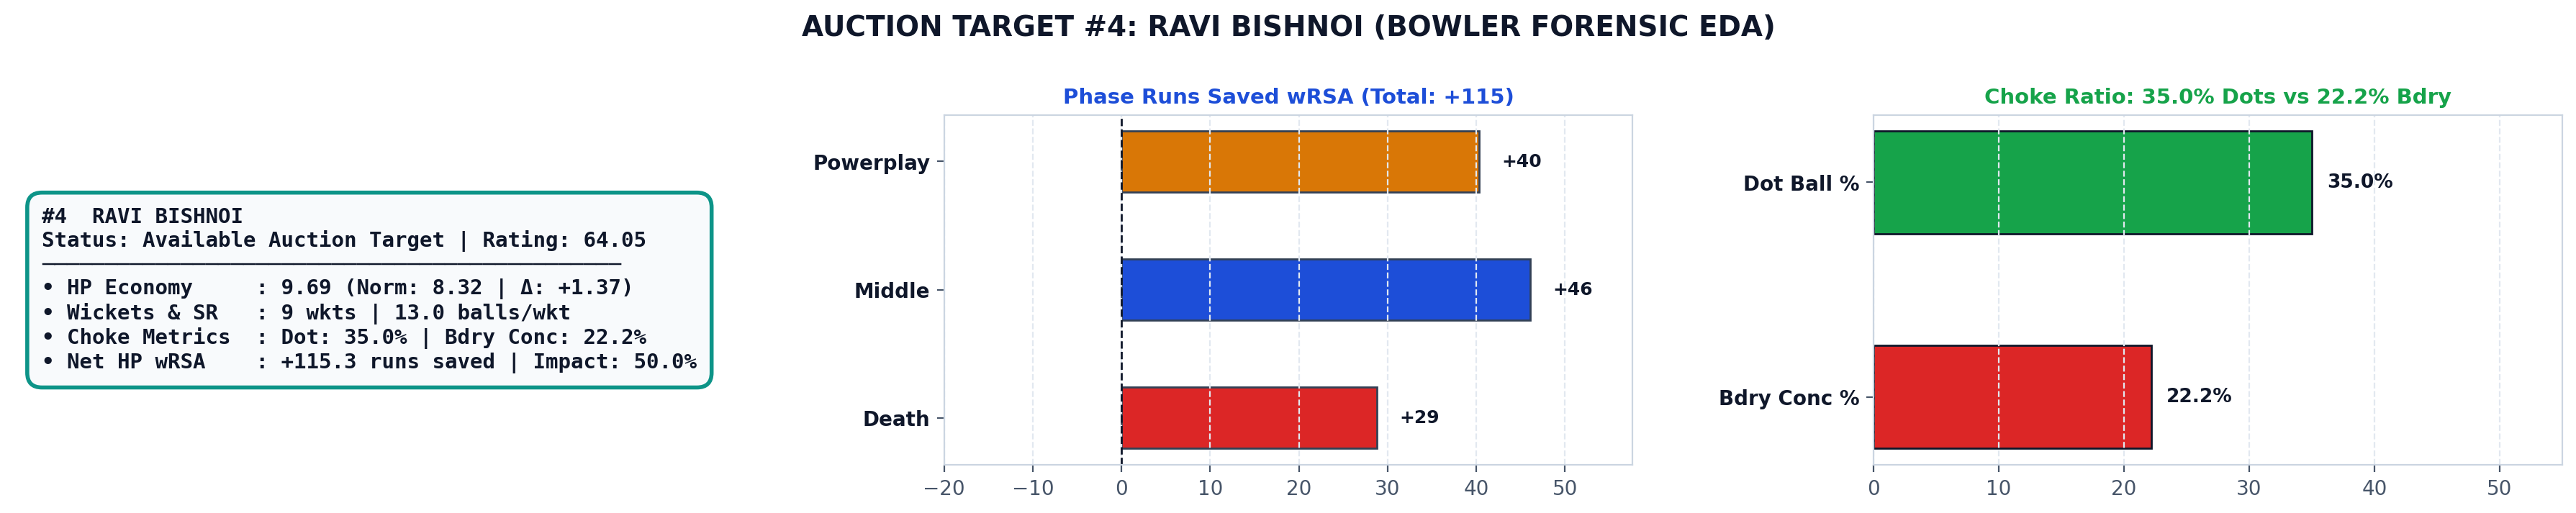 AUCTION TARGET #4: RAVI BISHNOI (BOWLER FORENSIC EDA)
#4  RAVI BISHNOI
Status: Available Auction Target | Rating: 64.05
• HP Economy     : 9.69 (Norm: 8.32 | Δ: +1.37)
• Wickets & SR   : 9 wkts | 13.0 balls/wkt
• Choke Metrics  : Dot: 35.0% | Bdry Conc: 22.2%
• Net HP wRSA    : +115.3 runs saved | Impact: 50.0%
Phase Runs Saved wRSA (Total: +115)
Powerplay +40
Middle +46
Death +29
−20 −10 0 10 20 30 40 50
Choke Ratio: 35.0% Dots vs 22.2% Bdry
Dot Ball % 35.0%
Bdry Conc % 22.2%
0 10 20 30 40 50